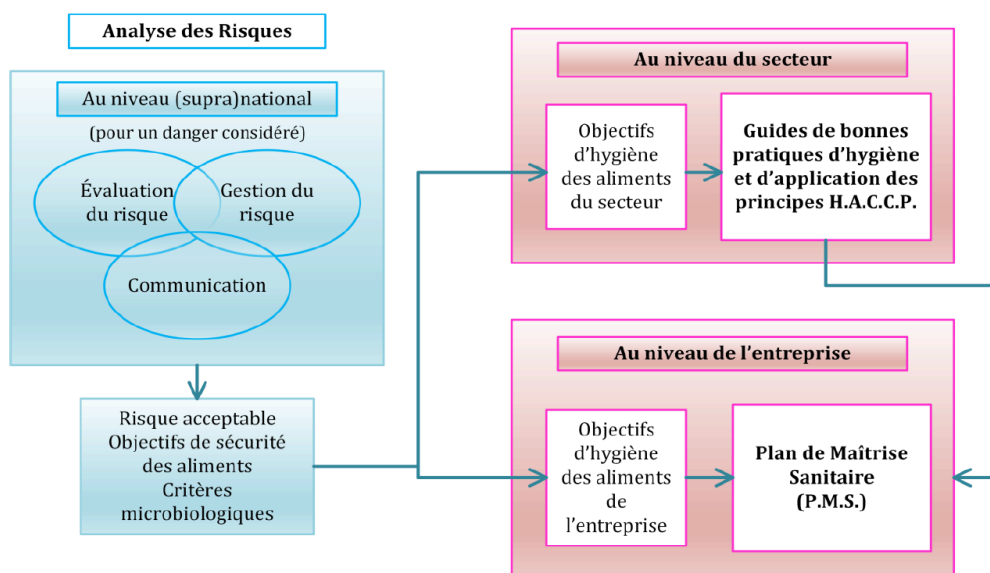 Analyse des Risques
Au niveau (supra)national
(pour un danger considéré)
Évaluation
du risque
Gestion du
risque
Communication
Risque acceptable
Objectifs de sécurité
des aliments
Critères
microbiologiques
Au niveau du secteur
Objectifs
d’hygiène
des aliments
du secteur
Guides de bonnes
pratiques d’hygiène
et d’application des
principes H.A.C.C.P.
Au niveau de l’entreprise
Objectifs
d’hygiène
des aliments
de
l’entreprise
Plan de Maîtrise
Sanitaire
(P.M.S.)